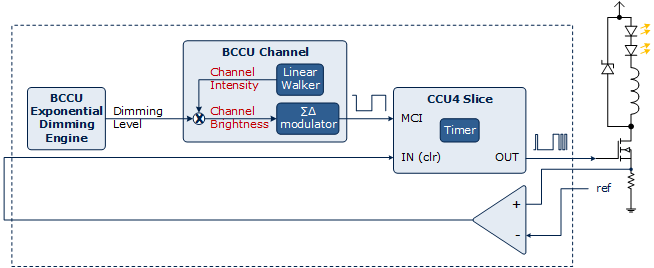 BCCU
Exponential
Dimming
Engine
Dimming
Level
BCCU Channel
Channel
Intensity
Linear
Walker
X
Channel
Brightness
ΣΔ
modulator
CCU4 Slice
MCI
Timer
IN (clr)
OUT
+
-
ref